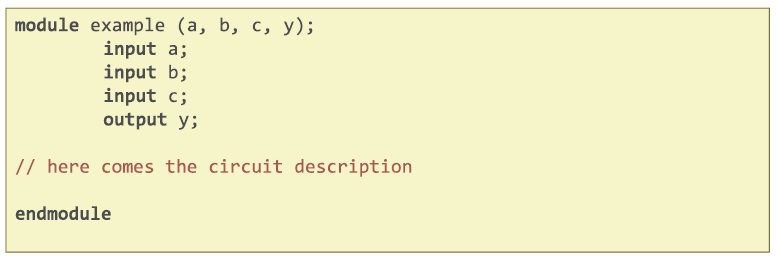 module example (a, b, c, y);
input a;
input b;
input c;
output y;
// here comes the circuit description
endmodule